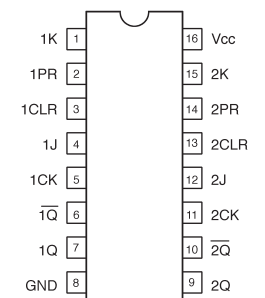 1K 1 16 Vcc
1PR 2 15 2K
1CLR 3 14 2PR
1J 4 13 2CLR
1CK 5 12 2J
1Q̅ 6 11 2CK
1Q 7 10 2̅Q̅
GND 8 9 2Q